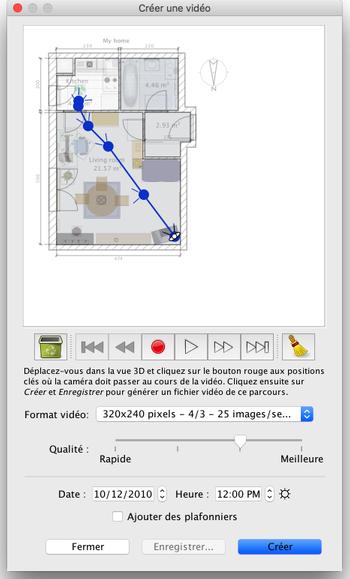 Créer une vidéo
My home
Kitchen
4.46 m²
2.93 m²
N
Living room
21.57 m²
Déplacez-vous dans la vue 3D et cliquez sur le bouton rouge aux positions
clés où la caméra doit passer au cours de la vidéo. Cliquez ensuite sur
Créer et Enregistrer pour générer un fichier vidéo de ce parcours.
Format vidéo: 320x240 pixels - 4/3 - 25 images/se...
Qualité :
Rapide Meilleure
Date : 10/12/2010 Heure : 12:00 PM
Ajouter des plafonniers
Fermer Enregistrer... Créer